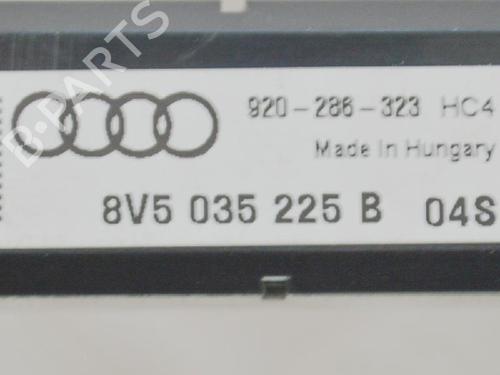 920-286-323 HC4
Made in Hungary
8V5 035 225 B 04S
B-PARTS